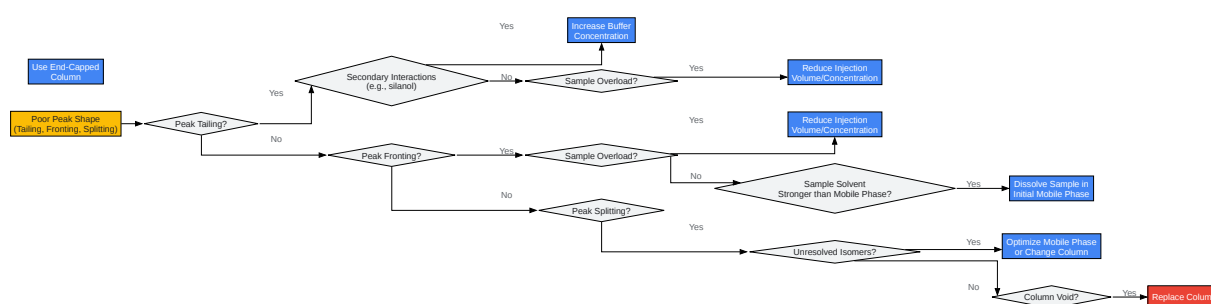 Yes
Increase Buffer
Concentration
Use End-Capped
Column
Secondary Interactions
(e.g., silanol)
No
Sample Overload?
Yes
Reduce Injection
Volume/Concentration
Yes
Poor Peak Shape
(Tailing, Fronting, Splitting)
Peak Tailing?
No
Peak Fronting?
Yes
Sample Overload?
Yes
Reduce Injection
Volume/Concentration
No
Sample Solvent
Stronger than Mobile Phase?
Yes
Dissolve Sample in
Initial Mobile Phase
No
Peak Splitting?
Yes
Unresolved Isomers?
Yes
Optimize Mobile Phase
or Change Column
No
Column Void?
Yes
Replace Colum